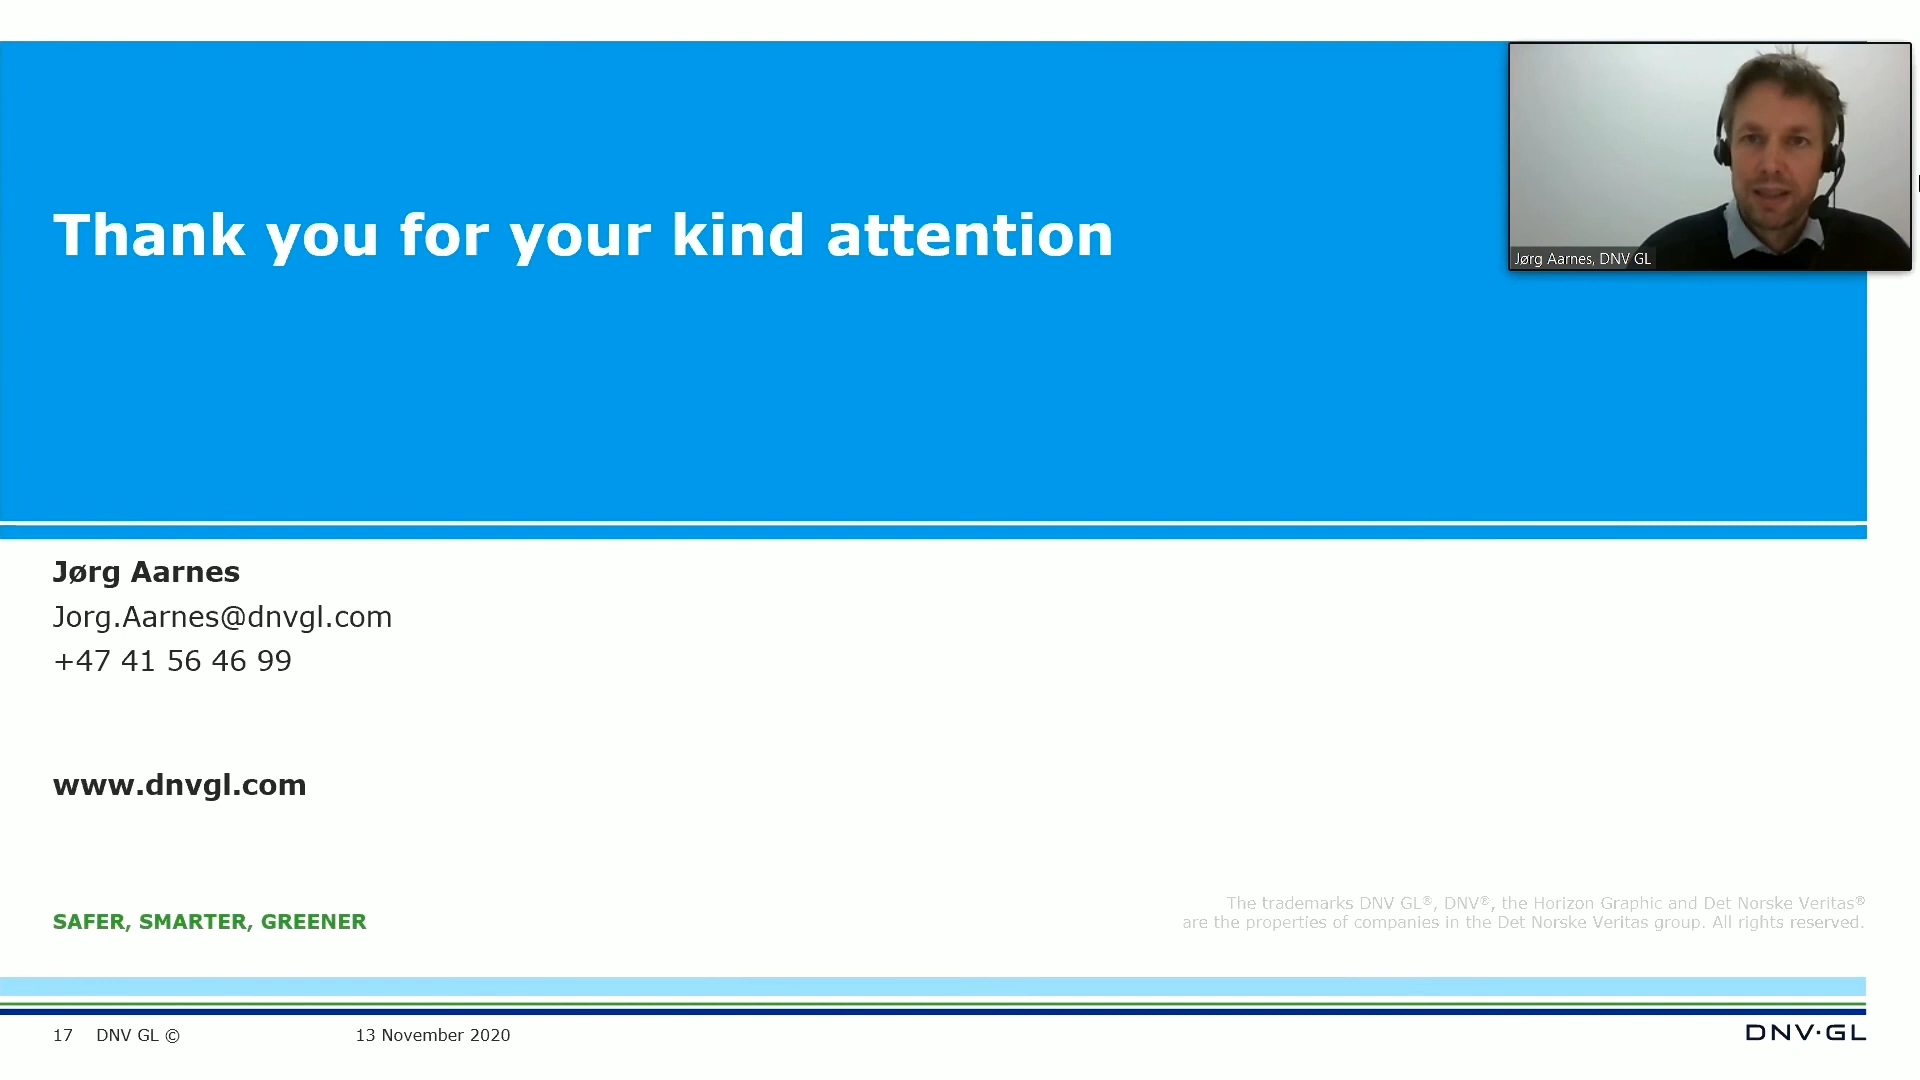 Thank you for your kind attention
Jørg Aarnes, DNV GL
Jørg Aarnes
Jorg.Aarnes@dnvgl.com
+47 41 56 46 99
www.dnvgl.com
SAFER, SMARTER, GREENER
The trademarks DNV GL®, DNV®, the Horizon Graphic and Det Norske Veritas®
are the properties of companies in the Det Norske Veritas group. All rights reserved.
17 DNV GL © 13 November 2020
DNV·GL